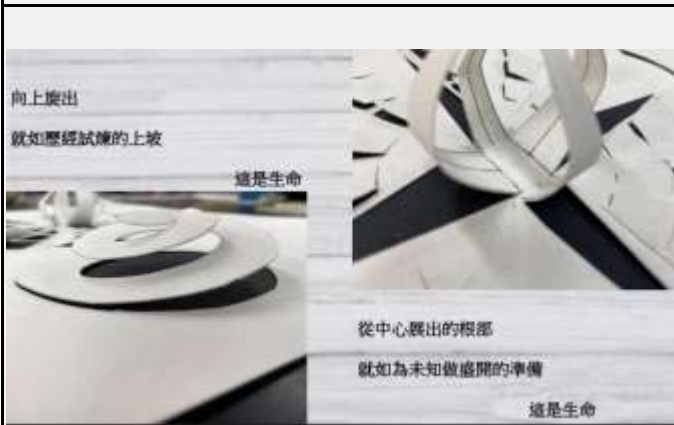 向上旋出
就如歷經試煉的上坡
這是生命
從中心展出的根部
就如為未知做盛開的準備
這是生命